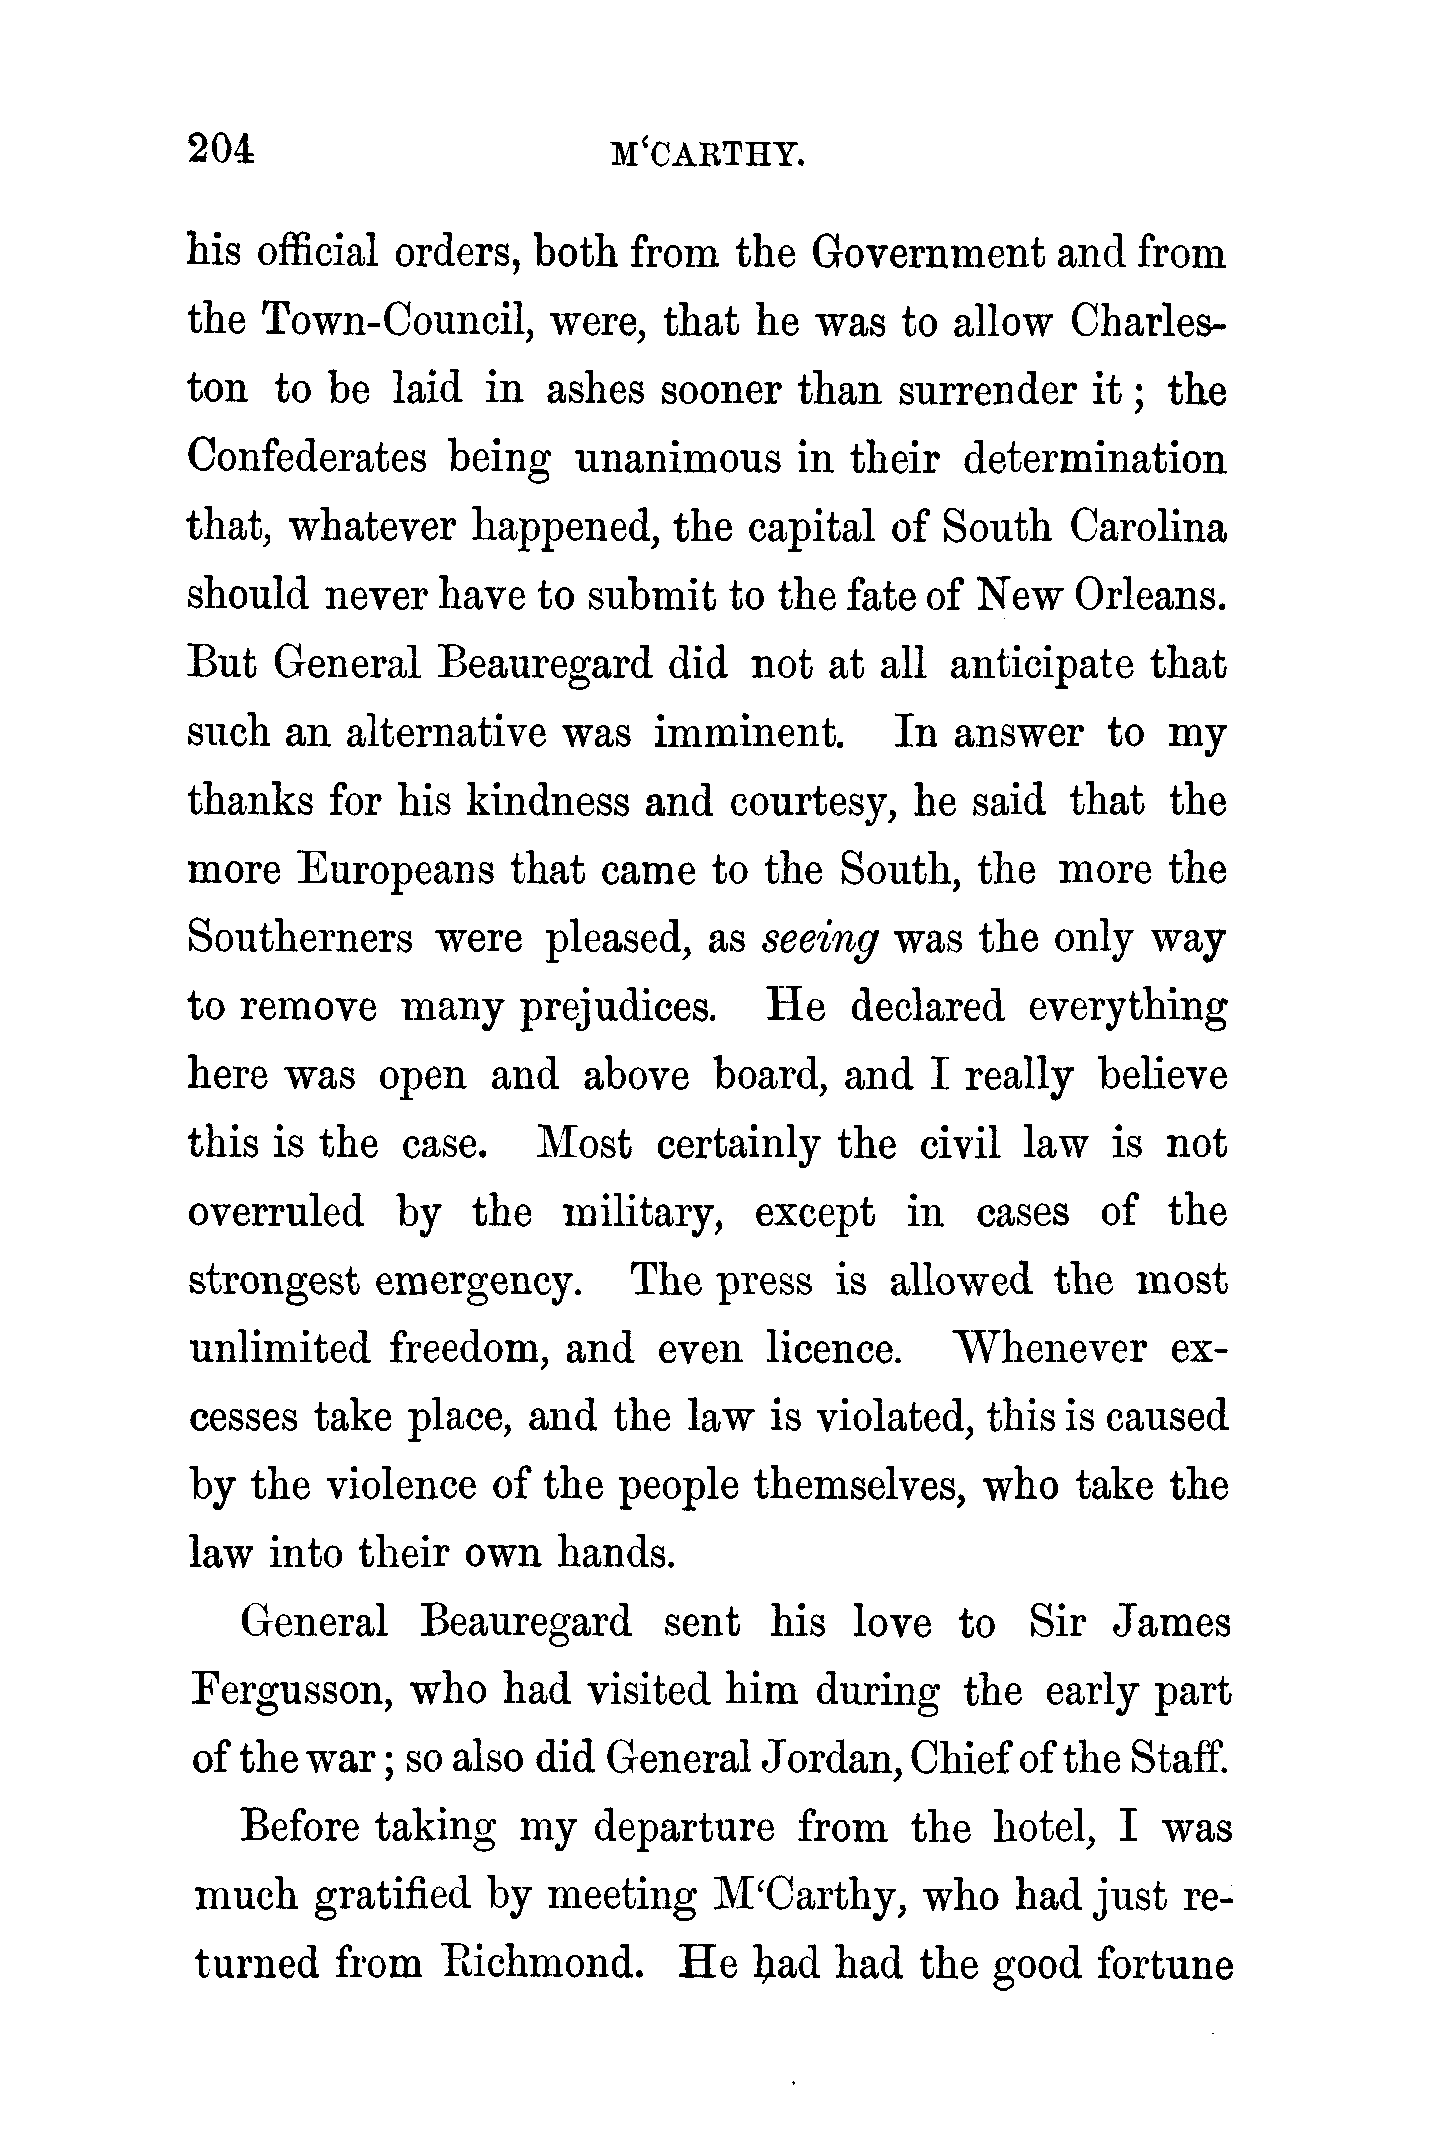 204 M‘CARTHY.
his official orders, both from the Government and from
the Town-Council, were, that he was to allow Charles-
ton to be laid in ashes sooner than surrender it ; the
Confederates being unanimous in their determination
that, whatever happened, the capital of South Carolina
should never have to submit to the fate of New Orleans.
But General Beauregard did not at all anticipate that
such an alternative was imminent. In answer to my
thanks for his kindness and courtesy, he said that the
more Europeans that came to the South, the more the
Southerners were pleased, as seeing was the only way
to remove many prejudices. He declared everything
here was open and above board, and I really believe
this is the case. Most certainly the civil law is not
overruled by the military, except in cases of the
strongest emergency. The press is allowed the most
unlimited freedom, and even licence. Whenever ex-
cesses take place, and the law is violated, this is caused
by the violence of the people themselves, who take the
law into their own hands.
General Beauregard sent his love to Sir James
Fergusson, who had visited him during the early part
of the war ; so also did General Jordan, Chief of the Staff.
Before taking my departure from the hotel, I was
much gratified by meeting M‘Carthy, who had just re-
turned from Richmond. He had had the good fortune